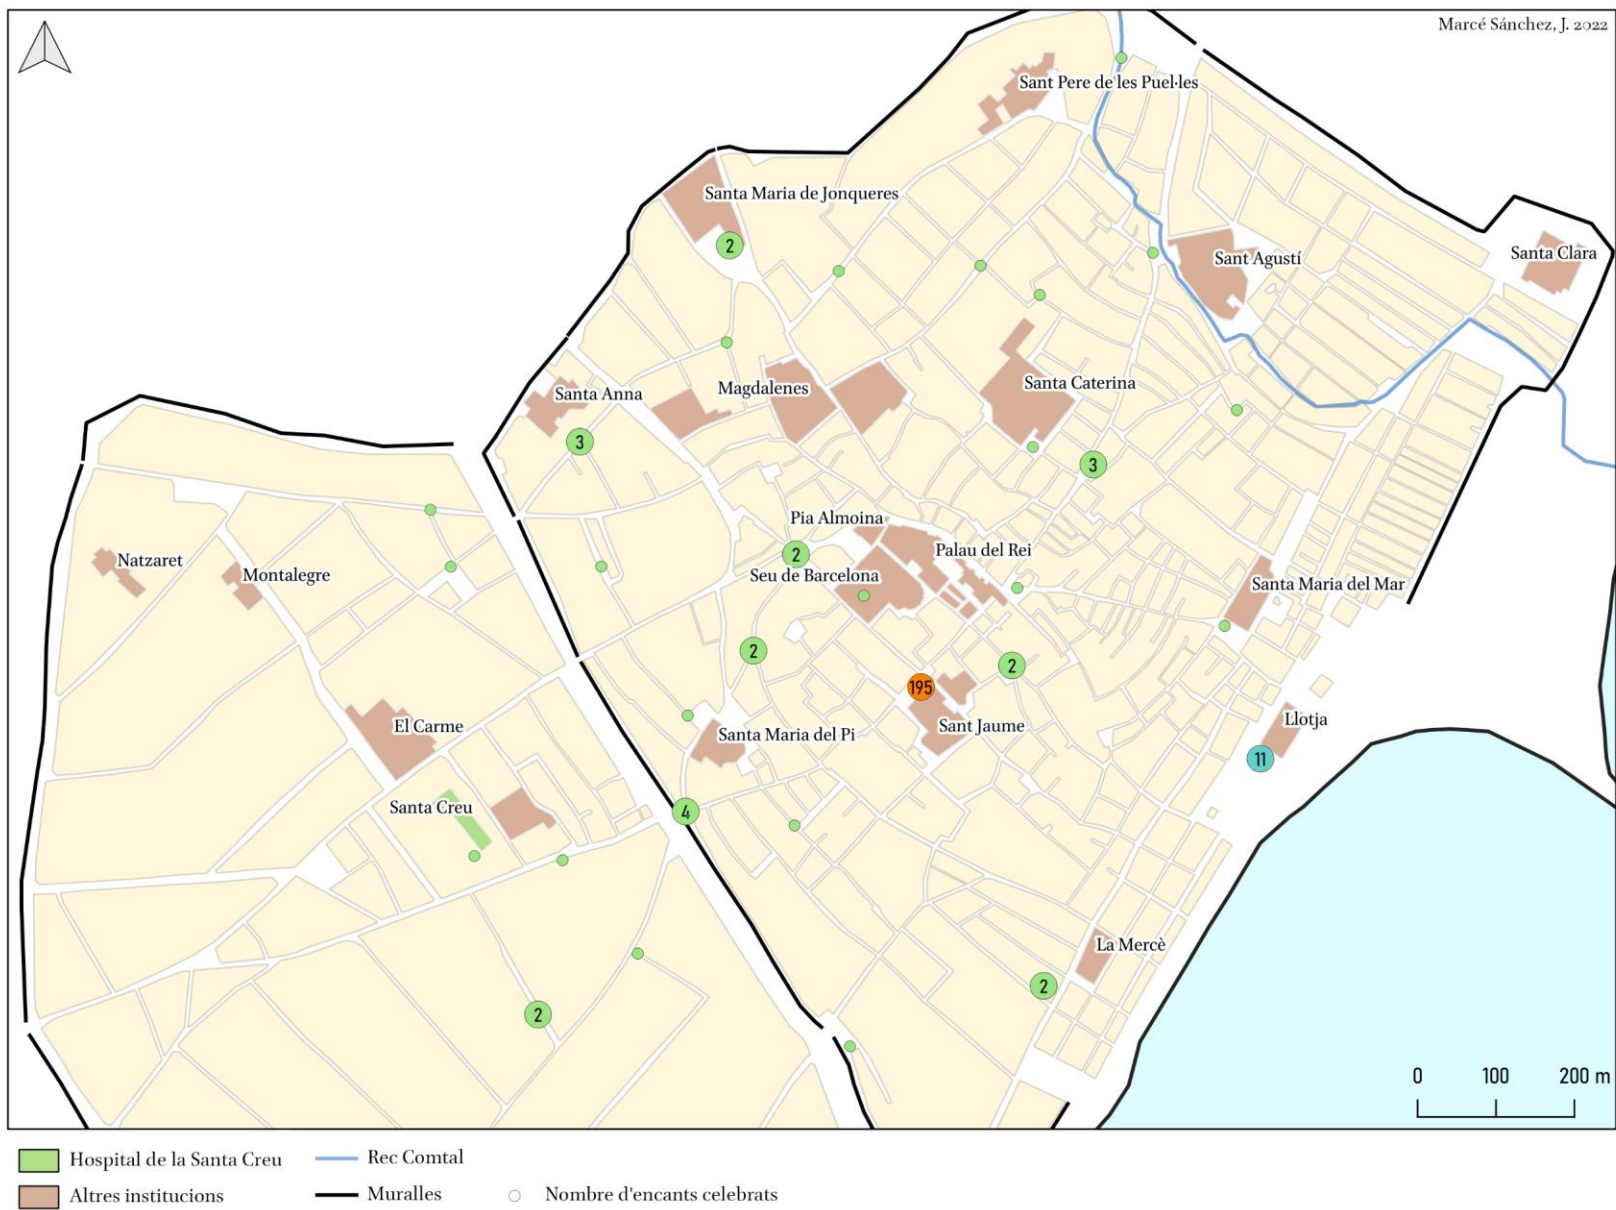 Marcé Sánchez, J. 2022
Sant Pere de les Puel·les
Santa Maria de Jonqueres
2
Sant Agustí
Santa Clara
Santa Anna
Magdalenes
Santa Caterina
3
3
Pia Almoina
2
Palau del Rei
Natzaret
Montalegre
Seu de Barcelona
Santa Maria del Mar
2
2
195
El Carme
Santa Maria del Pi
Sant Jaume
Llotja
11
Santa Creu
4
La Mercè
2
2
0 100 200 m
Hospital de la Santa Creu
Rec Comtal
Altres institucions
Muralles
Nombre d'encants celebrats